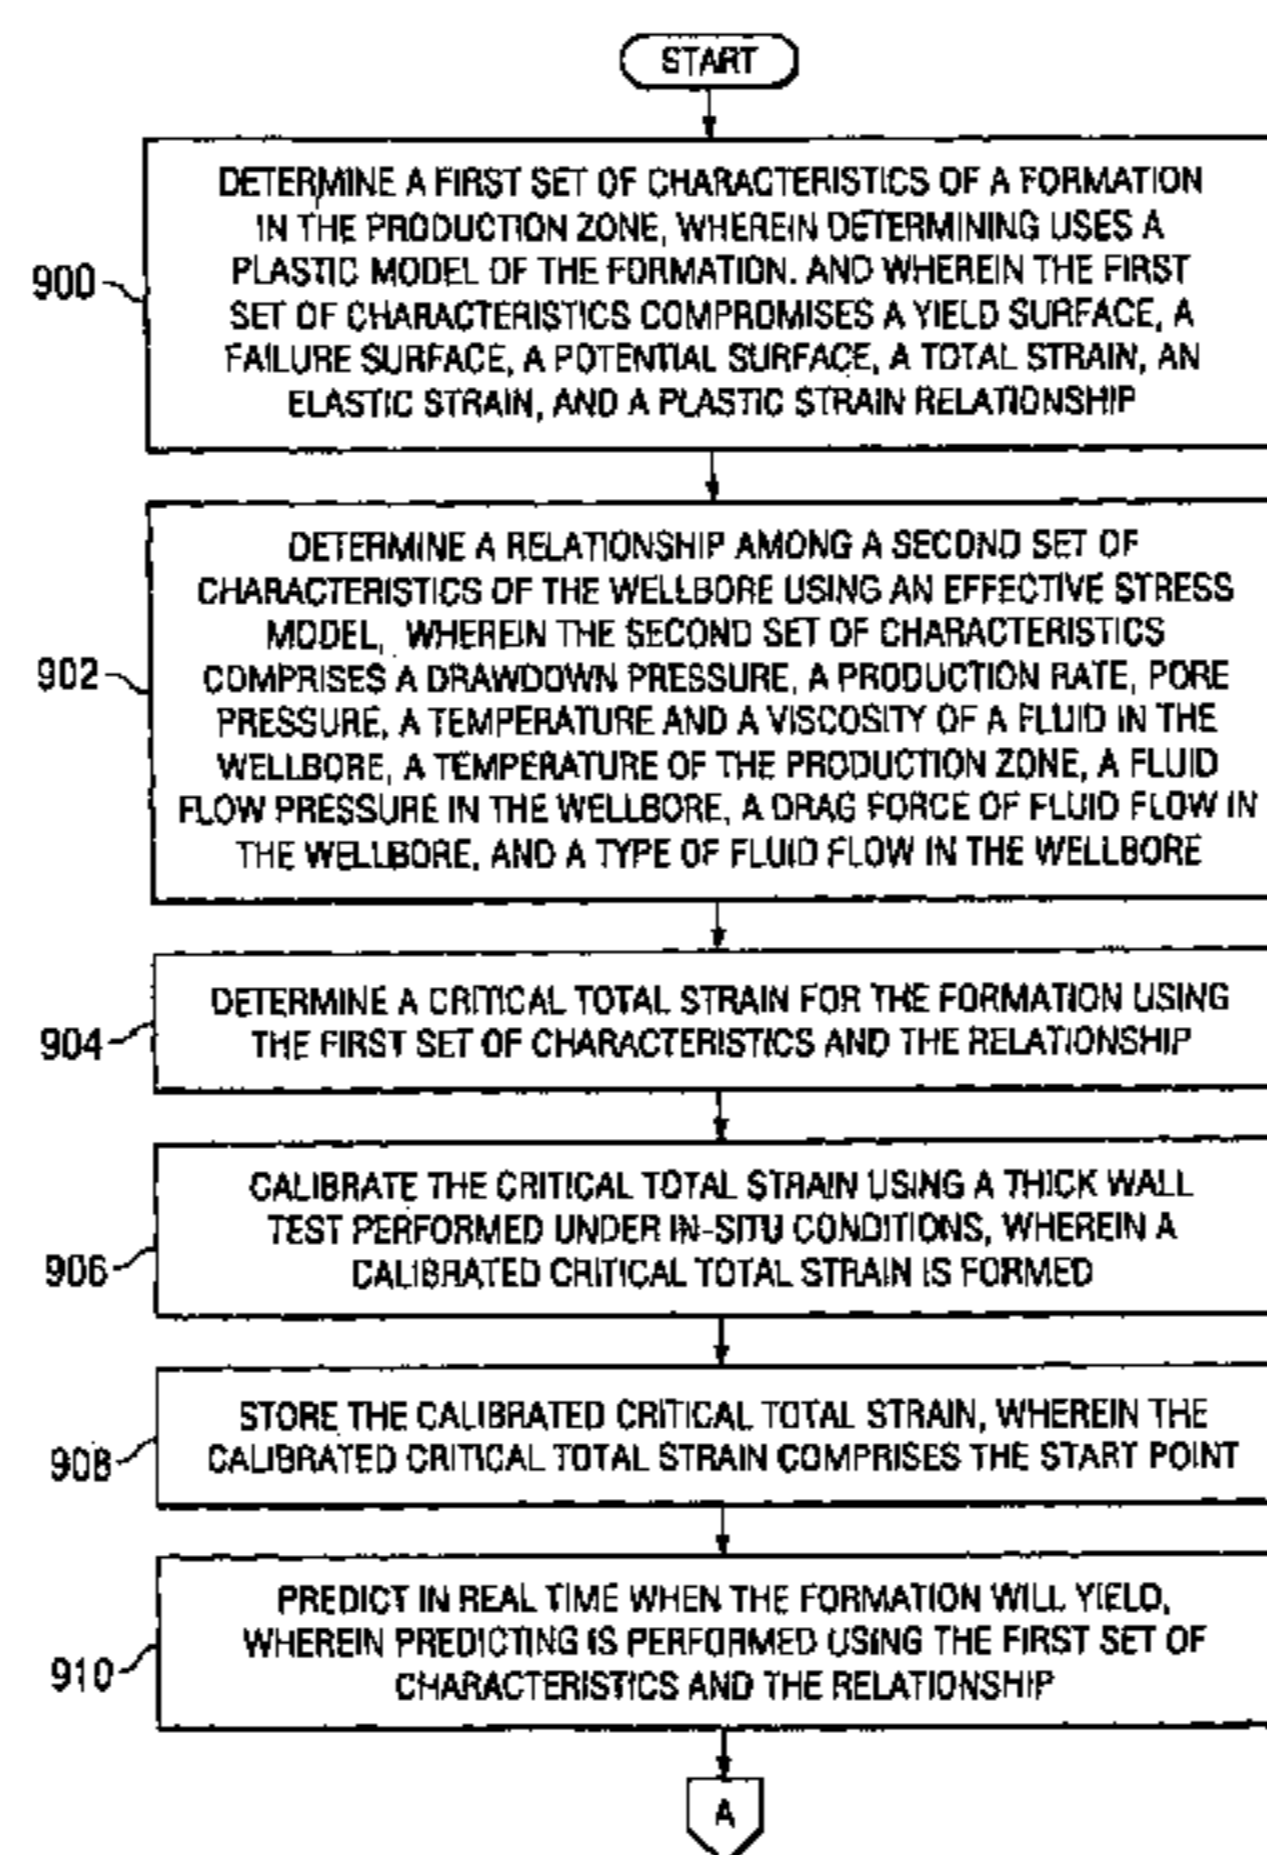 START
DETERMINE A FIRST SET OF CHARACTERISTICS OF A FORMATION
IN THE PRODUCTION ZONE, WHEREIN DETERMINING USES A
900
PLASTIC MODEL OF THE FORMATION. AND WHEREIN THE FIRST
SET OF CHARACTERISTICS COMPROMISES A YIELD SURFACE, A
FAILURE SURFACE, A POTENTIAL SURFACE, A TOTAL STRAIN, AN
ELASTIC STRAIN, AND A PLASTIC STRAIN RELATIONSHIP
DETERMINE A RELATIONSHIP AMONG A SECOND SET OF
CHARACTERISTICS OF THE WELLBORE USING AN EFFECTIVE STRESS
MODEL, WHEREIN THE SECOND SET OF CHARACTERISTICS
902
COMPRISES A DRAWDOWN PRESSURE, A PRODUCTION RATE, PORE
PRESSURE, A TEMPERATURE AND A VISCOSITY OF A FLUID IN THE
WELLBORE, A TEMPERATURE OF THE PRODUCTION ZONE, A FLUID
FLOW PRESSURE IN THE WELLBORE, A DRAG FORCE OF FLUID FLOW IN
THE WELLBORE, AND A TYPE OF FLUID FLOW IN THE WELLBORE
DETERMINE A CRITICAL TOTAL STRAIN FOR THE FORMATION USING
904
THE FIRST SET OF CHARACTERISTICS AND THE RELATIONSHIP
CALIBRATE THE CRITICAL TOTAL STRAIN USING A THICK WALL
TEST PERFORMED UNDER IN-SITU CONDITIONS, WHEREIN A
906
CALIBRATED CRITICAL TOTAL STRAIN IS FORMED
STORE THE CALIBRATED CRITICAL TOTAL STRAIN, WHEREIN THE
908
CALIBRATED CRITICAL TOTAL STRAIN COMPRISES THE START POINT
PREDICT IN REAL TIME WHEN THE FORMATION WILL YIELD,
WHEREIN PREDICTING IS PERFORMED USING THE FIRST SET OF
910
CHARACTERISTICS AND THE RELATIONSHIP
A